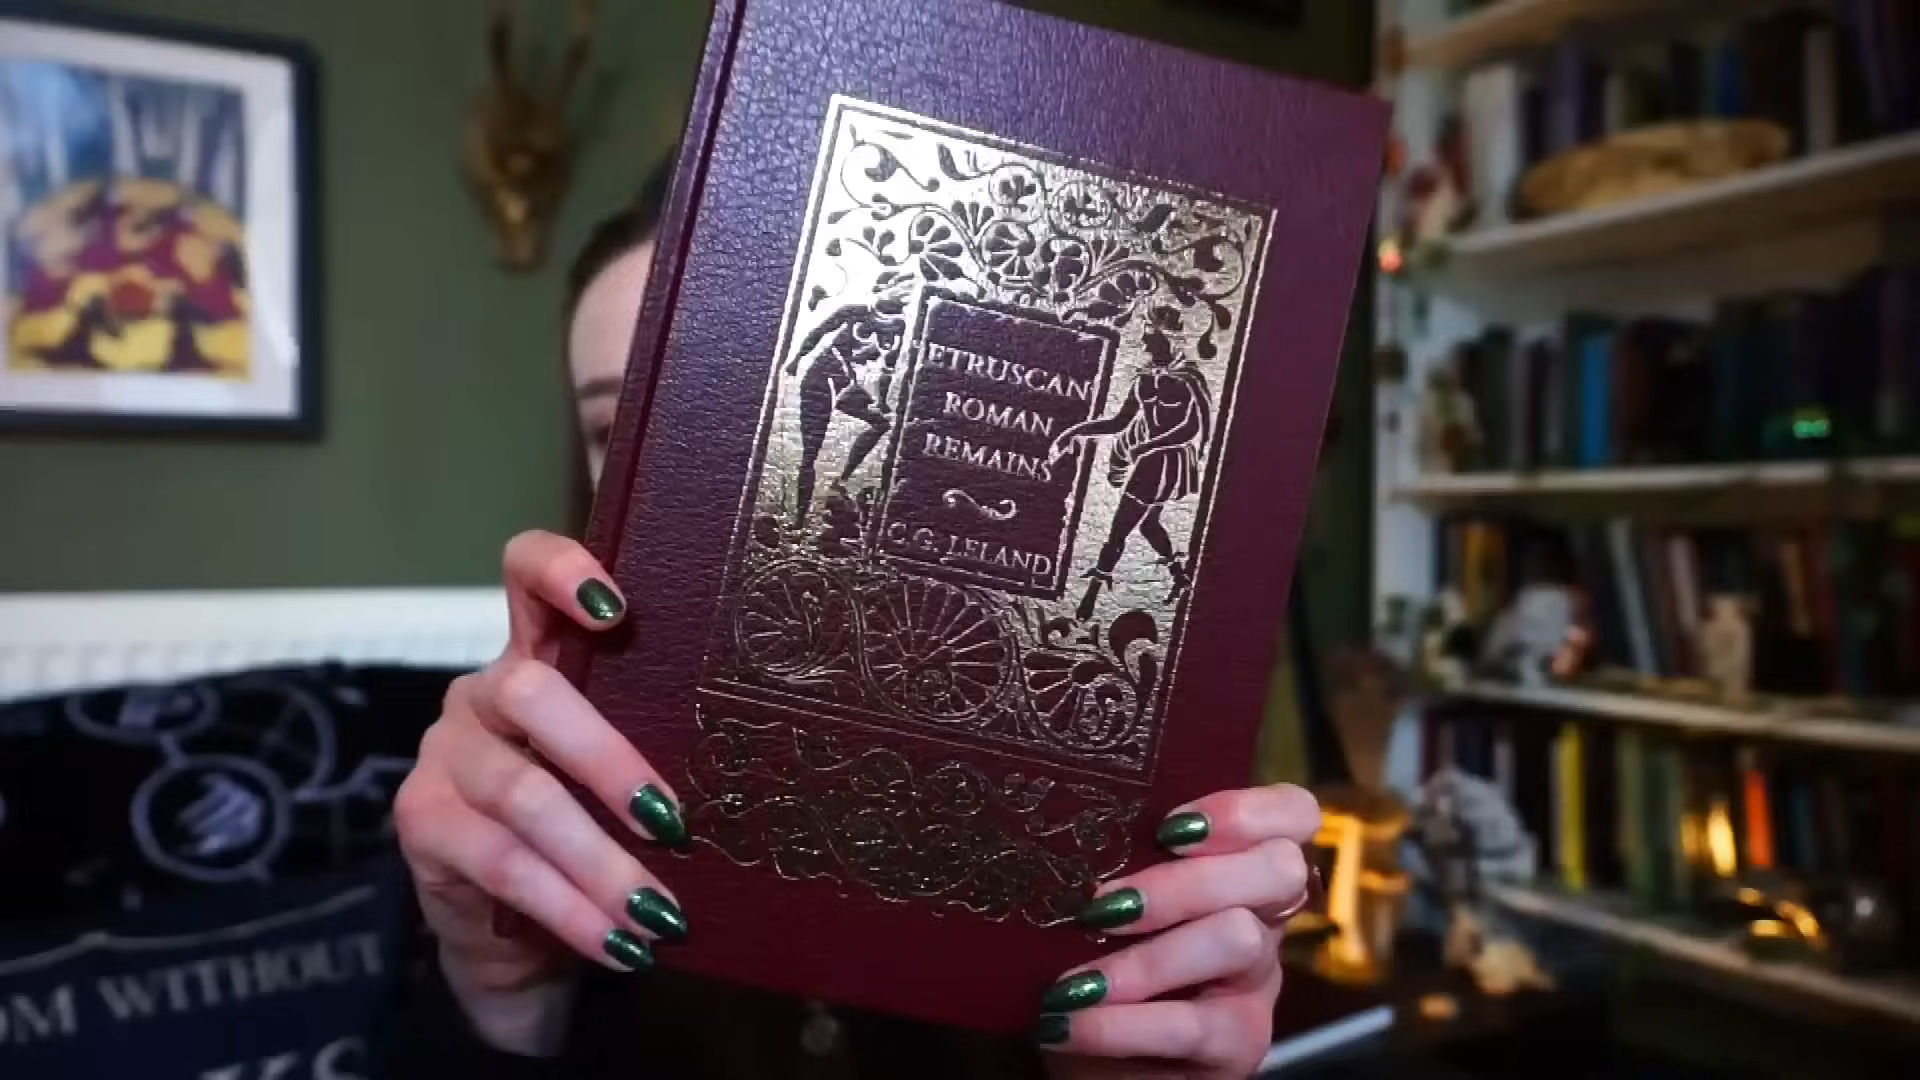 ETRUSCAN
ROMAN
REMAINS
C.G. LELAND
OM WITHOUT